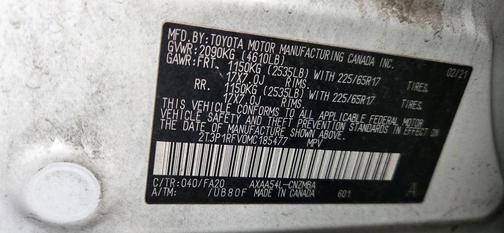 MFD.BY:TOYOTA MOTOR MANUFACTURING CANADA INC.
GVWR:2090KG (4610LB) 02/21
GAWR:FRT. 1150KG (2535LB) WITH 225/65R17 TIRES,
17X7.0J RIMS,
RR. 1150KG (2535LB) WITH 225/65R17 TIRES,
17X7.0J RIMS,
THIS VEHICLE CONFORMS TO ALL APPLICABLE FEDERAL MOTOR
VEHICLE SAFETY AND THEFT PREVENTION STANDARDS IN EFFECT ON
THE DATE OF MANUFACTURE SHOWN ABOVE.
2T3P1RFV0MC185477 MPV
C/TR:040/FA20 AXAA54L-CNZMBA A
A/TM: /UB80F MADE IN CANADA 601